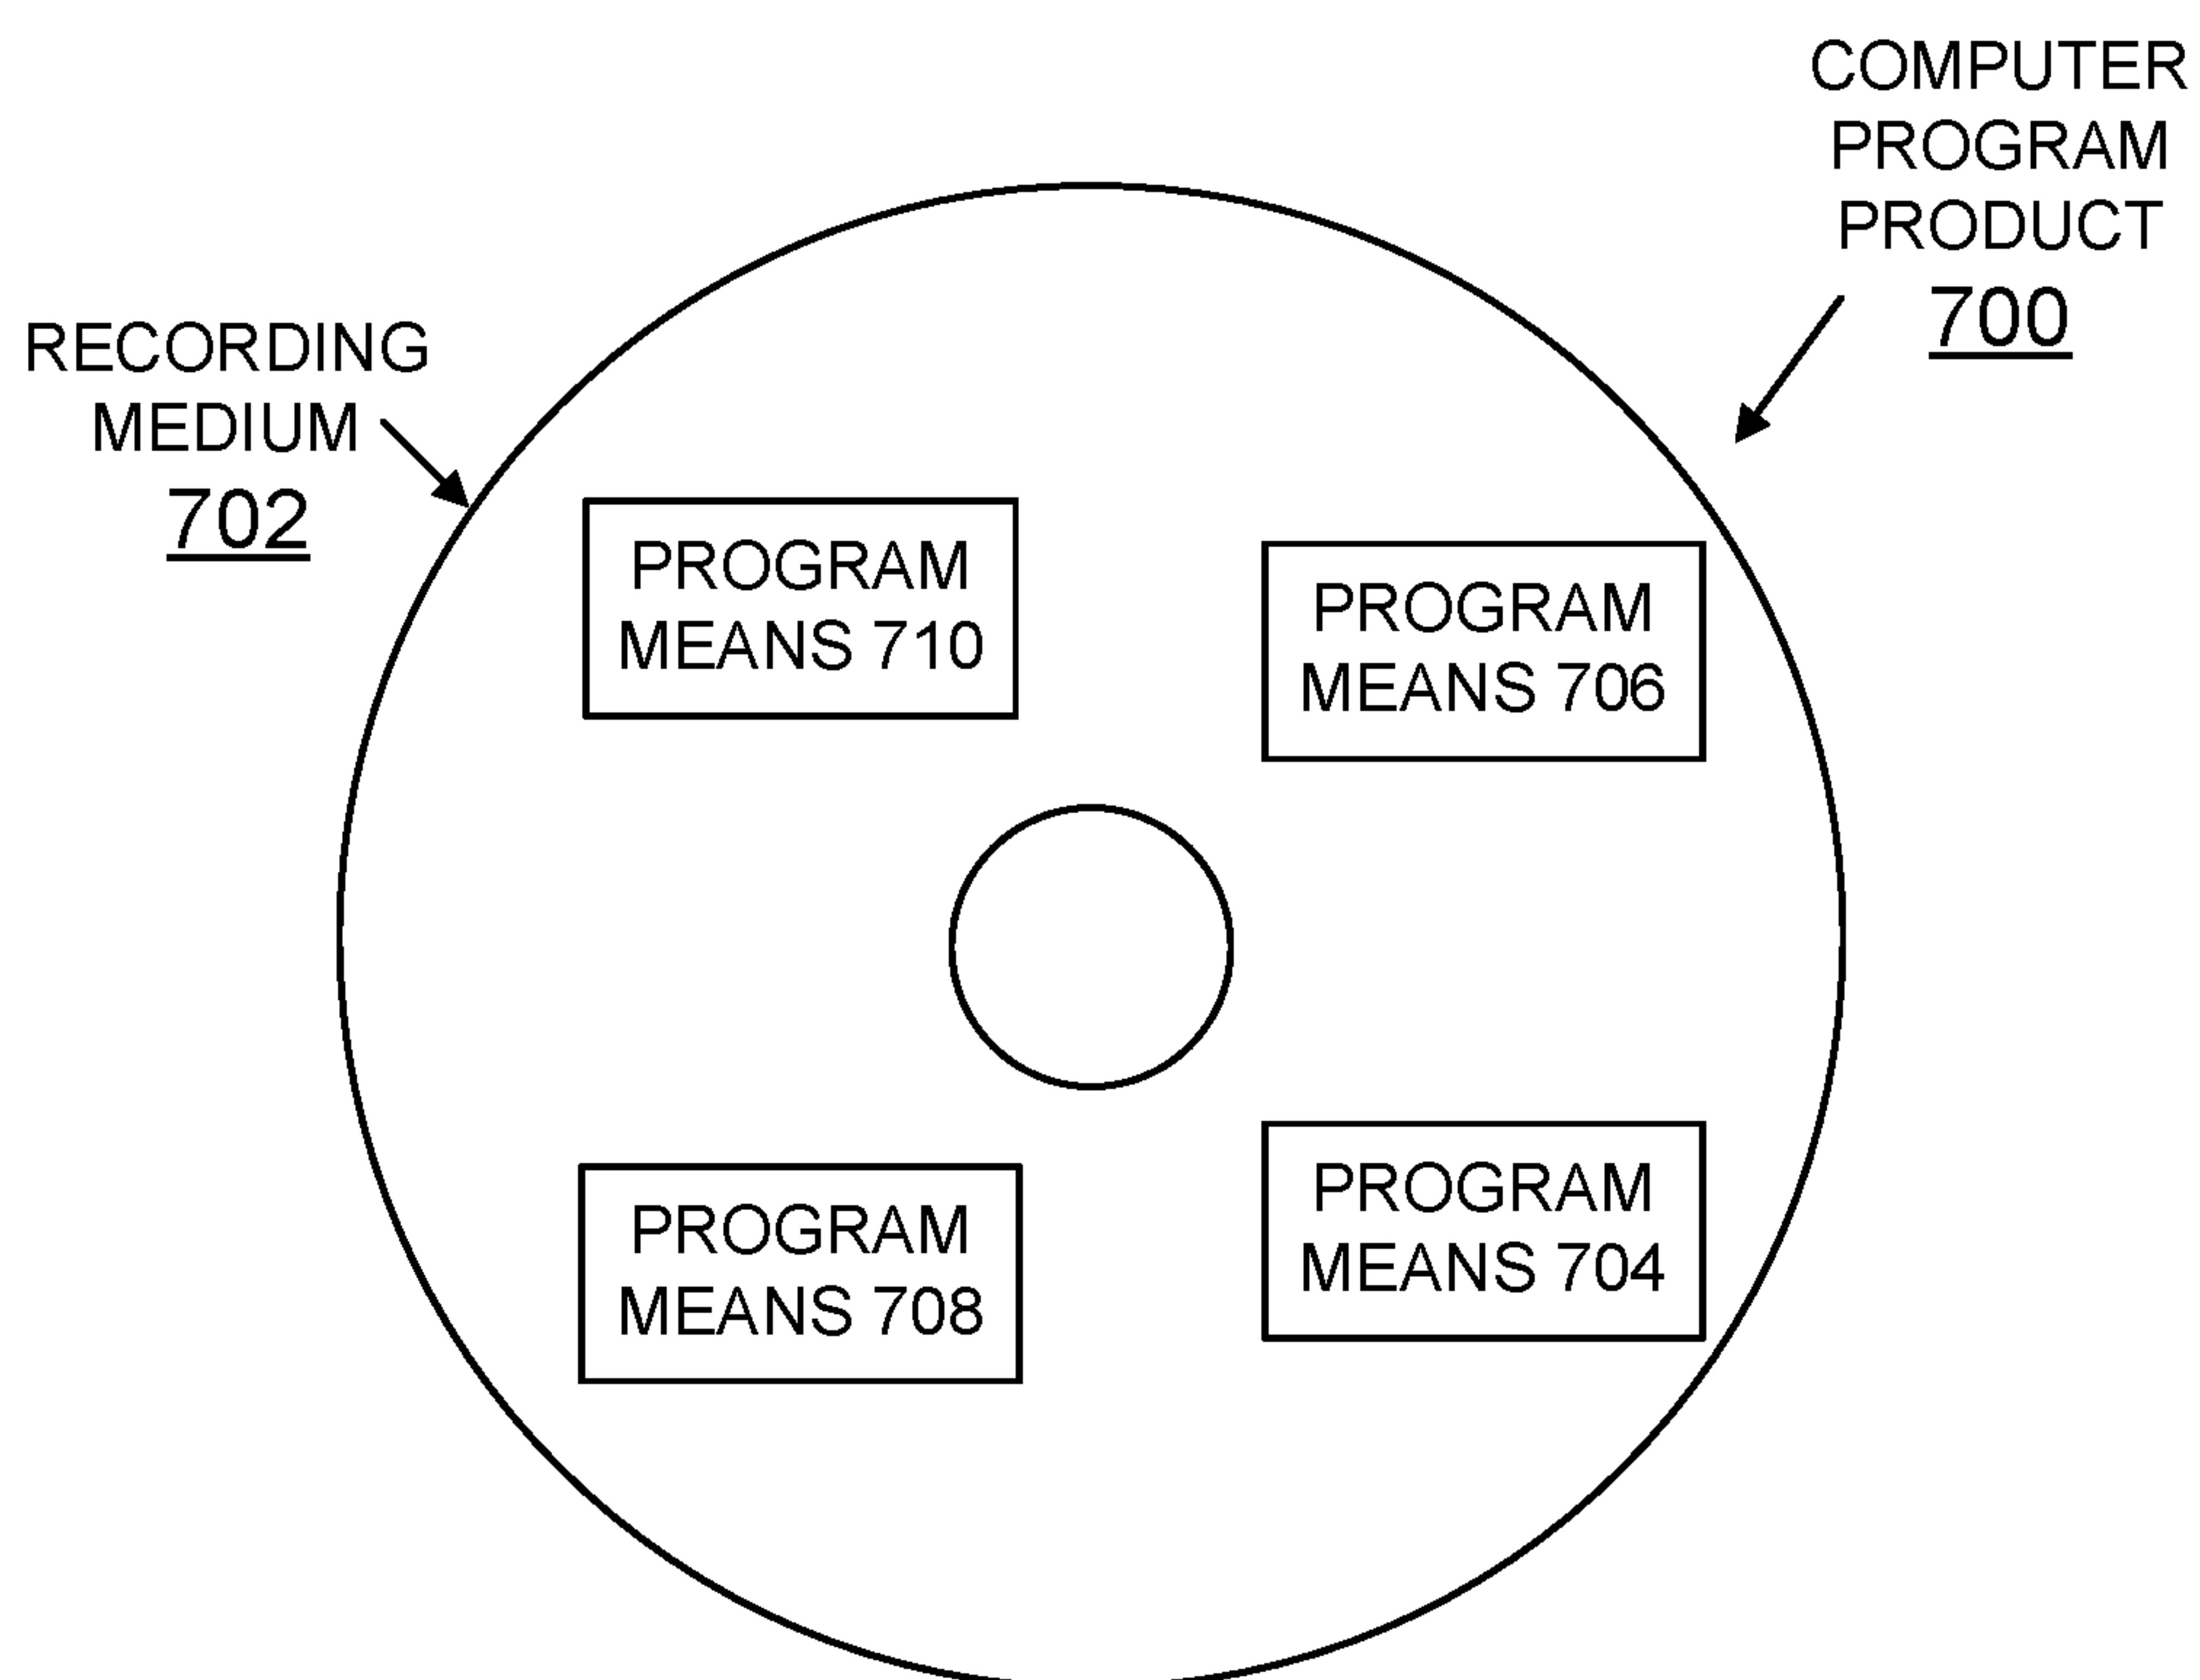 COMPUTER
PROGRAM
PRODUCT
700
RECORDING
MEDIUM
702
PROGRAM
MEANS 710
PROGRAM
MEANS 706
PROGRAM
MEANS 708
PROGRAM
MEANS 704